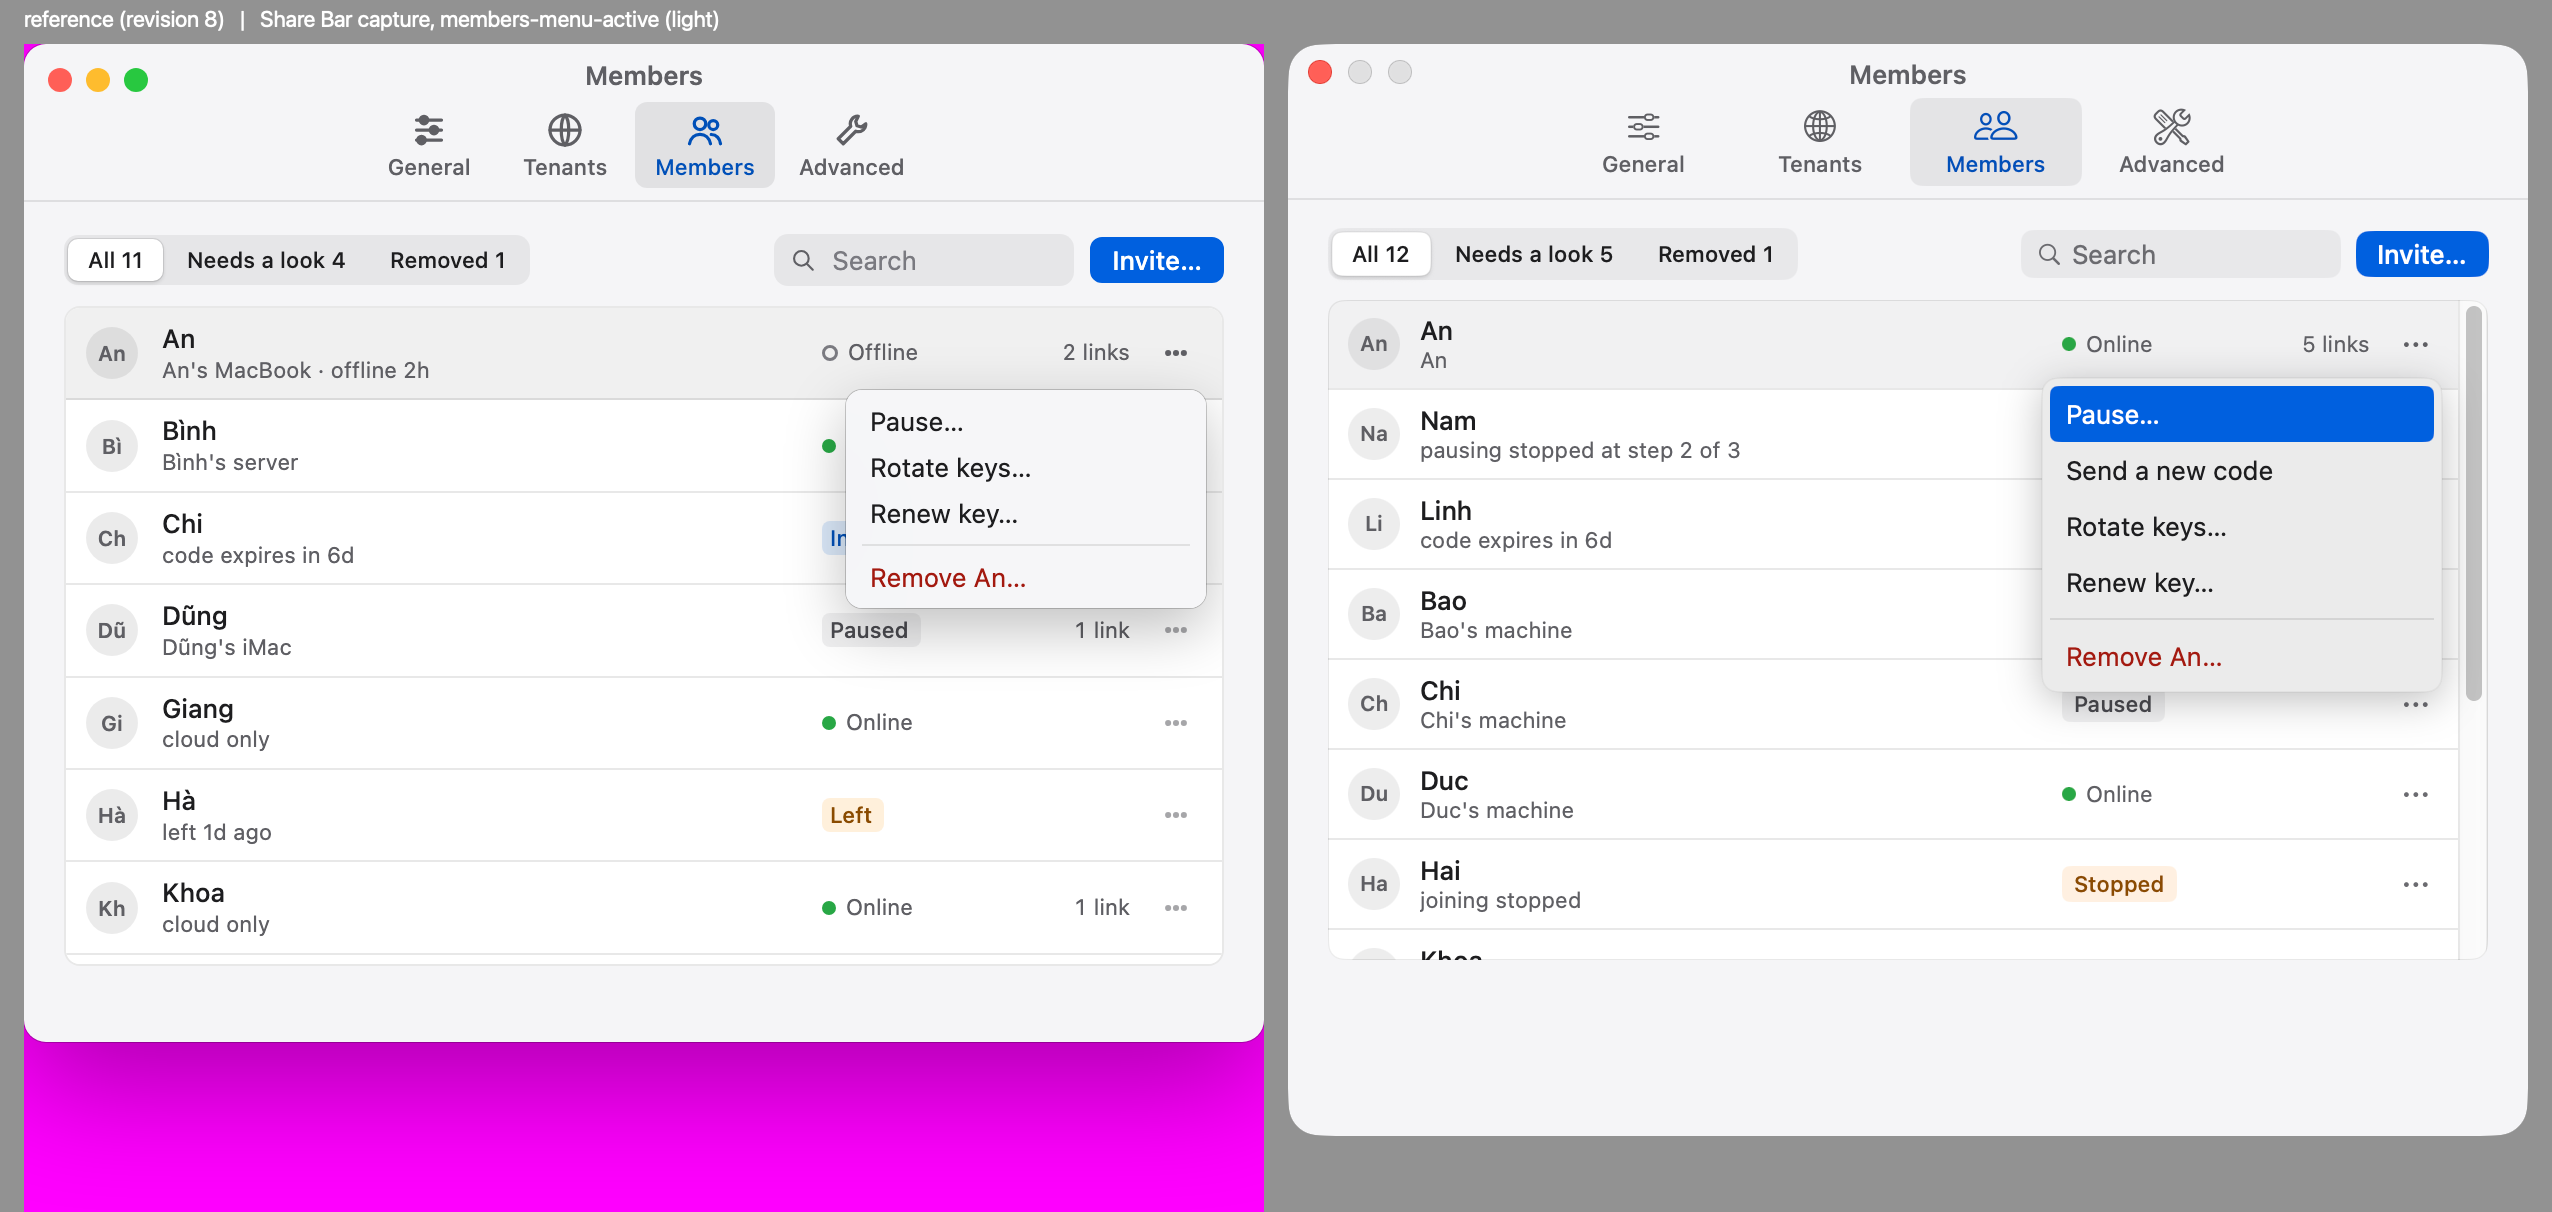 reference (revision 8) | Share Bar capture, members-menu-active (light)
Members
General Tenants Members Advanced
All 11 Needs a look 4 Removed 1 Search Invite...
An An Offline 2 links
An's MacBook · offline 2h
Bì Bình
Bình's server
Ch Chi
code expires in 6d
Dũ Dũng Paused 1 link
Dũng's iMac
Gi Giang Online
cloud only
Hà Hà Left
left 1d ago
Kh Khoa Online 1 link
cloud only
Pause...
Rotate keys...
Renew key...
Remove An...
Members
General Tenants Members Advanced
All 12 Needs a look 5 Removed 1 Search Invite...
An An Online 5 links
An
Na Nam
pausing stopped at step 2 of 3
Li Linh
code expires in 6d
Ba Bao
Bao's machine
Ch Chi Paused
Chi's machine
Du Duc Online
Duc's machine
Ha Hai Stopped
joining stopped
Khoa
Pause...
Send a new code
Rotate keys...
Renew key...
Remove An...